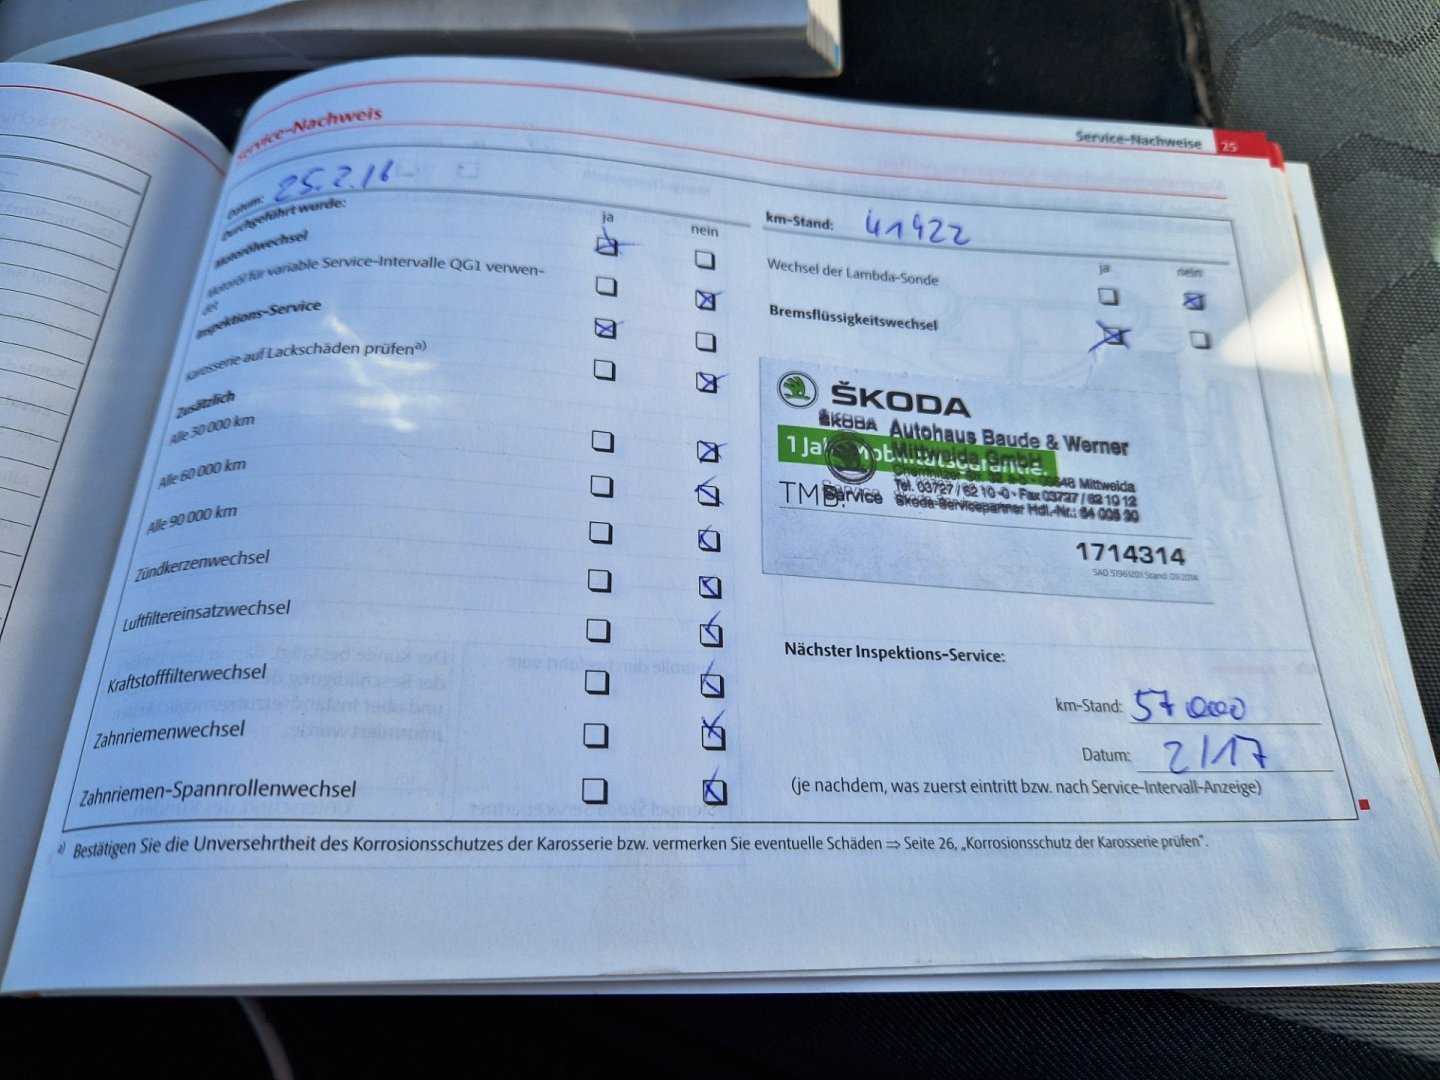 Service-Nachweise 25
Service-Nachweis
Datum: 25.2.16
Durchgeführt wurde: ja nein
Motorölwechsel
Motoröl für variable Service-Intervalle QG1 verwen-
det
Inspektions-Service
Karosserie auf Lackschäden prüfen a)
Zusätzlich
Alle 30 000 km
Alle 60 000 km
Alle 90 000 km
Zündkerzenwechsel
Luftfiltereinsatzwechsel
Kraftstofffilterwechsel
Zahnriemenwechsel
Zahnriemen-Spannrollenwechsel
km-Stand: 41422
ja nein
Wechsel der Lambda-Sonde
Bremsflüssigkeitswechsel
ŠKODA
ŠKODA Autohaus Baude & Werner
Mittweida GmbH
09648 Mittweida
Tel. 03727 / 62 10-0 • Fax 03727 / 62 10 12
Service Skoda-Servicepartner Hdl.-Nr.:
TMB
1714314
Nächster Inspektions-Service:
km-Stand: 57000
Datum: 2/17
(je nachdem, was zuerst eintritt bzw. nach Service-Intervall-Anzeige)
a) Bestätigen Sie die Unversehrtheit des Korrosionsschutzes der Karosserie bzw. vermerken Sie eventuelle Schäden ⇒ Seite 26, „Korrosionsschutz der Karosserie prüfen".